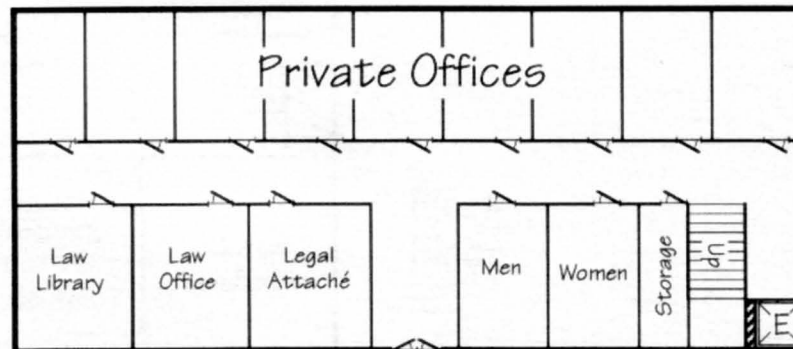 Private Offices
Law
Library
Law
Office
Legal
Attaché
Men
Women
Storage
Up
E